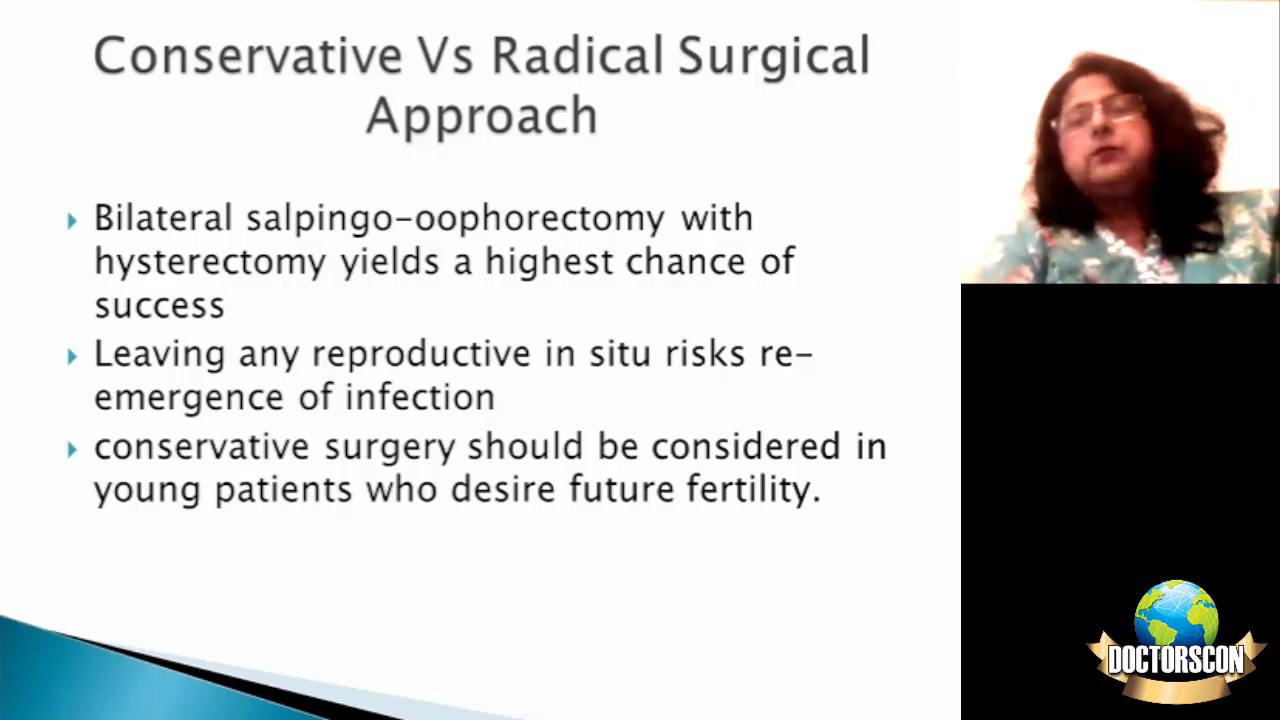 Conservative Vs Radical Surgical
Approach
Bilateral salpingo-oophorectomy with
hysterectomy yields a highest chance of
success
Leaving any reproductive in situ risks re-
emergence of infection
conservative surgery should be considered in
young patients who desire future fertility.
DOCTORSCON